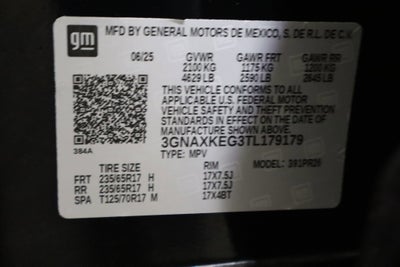 gm
MFD BY GENERAL MOTORS DE MEXICO, S. DE R.L. DE C.V.
06/25 GVWR GAWR FRT GAWR RR
2100 KG 1175 KG 1200 KG
4629 LB 2590 LB 2645 LB
THIS VEHICLE CONFORMS TO ALL
APPLICABLE U.S. FEDERAL MOTOR
VEHICLE SAFETY AND THEFT PREVENTION
STANDARDS IN EFFECT ON THE DATE OF
MANUFACTURE SHOWN ABOVE.
3GNAXKEG3TL179179
384A
TYPE: MPV MODEL: 391PR26
TIRE SIZE RIM
FRT 235/65R17 H 17X7.5J
RR 235/65R17 H 17X7.5J
SPA T125/70R17 M 17X4BT